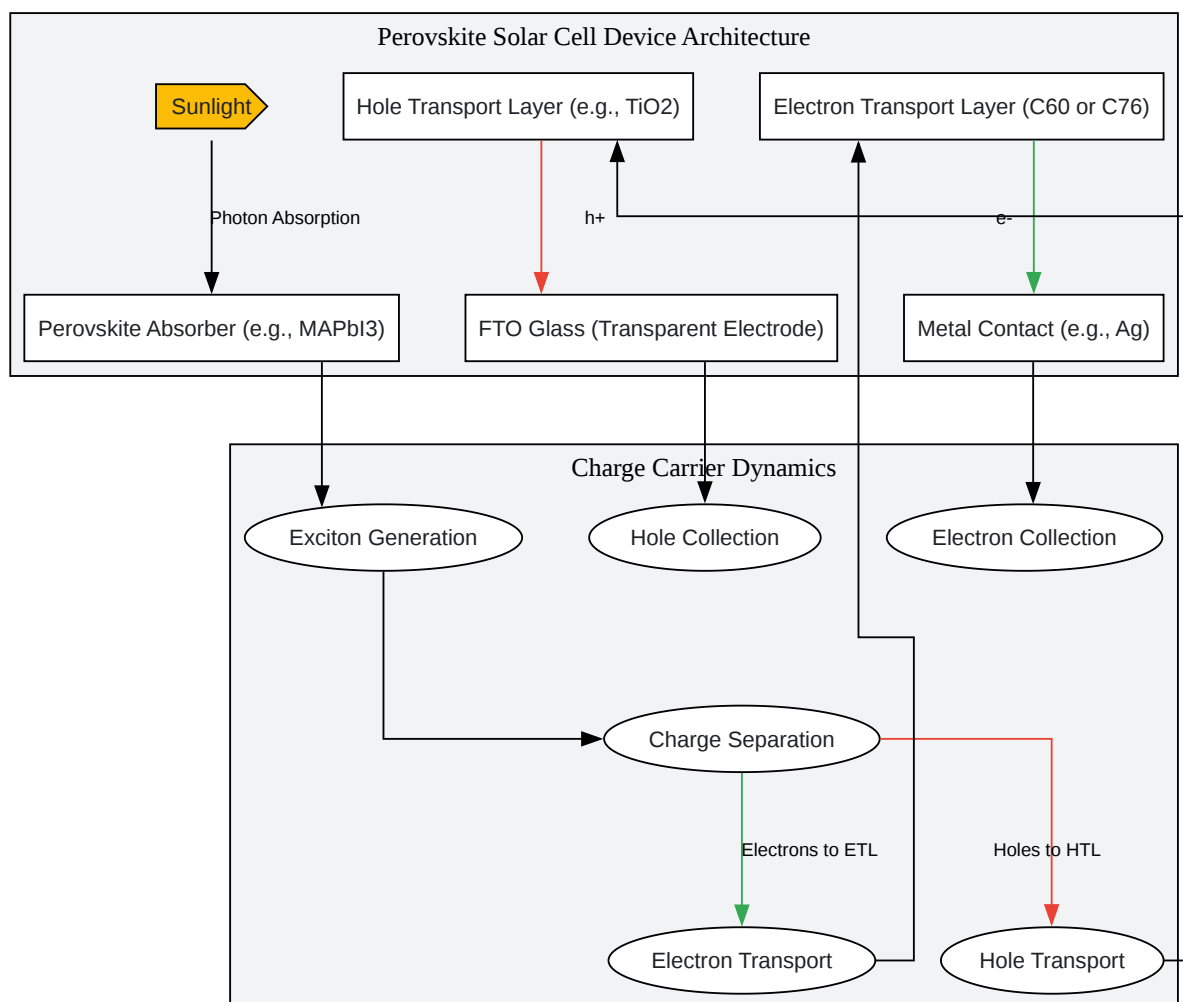 Perovskite Solar Cell Device Architecture
Sunlight
Hole Transport Layer (e.g., TiO2)
Electron Transport Layer (C60 or C76)
Photon Absorption
h+
e-
Perovskite Absorber (e.g., MAPbI3)
FTO Glass (Transparent Electrode)
Metal Contact (e.g., Ag)
Charge Carrier Dynamics
Exciton Generation
Hole Collection
Electron Collection
Charge Separation
Electrons to ETL
Holes to HTL
Electron Transport
Hole Transport